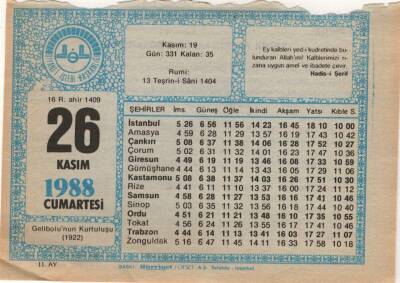 Kasım: 19
Gün: 331 Kalan: 35
Rumi:
13 Teşrin-i Sâni 1404
Ey kalbleri yed-i kudretinde bu-
lunduran Allah'ım! Kalblerimizi rı-
zana uygun amel ve ibadete çevir.
Hadis-i Şerif
16 R. ahir 1409
26
KASIM
1988
CUMARTESİ
Gelibolu'nun Kurtuluşu
(1922)
11. AY
ŞEHİRLER İms. Güneş Öğle İkindi Akşam Yatsı Kıble S.
İstanbul 5 26 6 56 11 56 14 23 16 45 18 10 10 00
Amasya 4 59 6 28 11 29 13 57 16 19 17 43 10 42
Çankırı 5 08 6 37 11 38 14 06 16 28 17 52 10 27
Çorum 5 02 6 31 11 32 14 00 16 22 17 46 10 36
Giresun 4 49 6 19 11 19 13 46 16 08 17 33 10 59
Gümüşhane 4 44 6 13 11 14 13 43 16 05 17 29 11 06
Kastamonu 5 08 6 38 11 37 14 03 16 26 17 51 10 30
Rize 4 41 6 11 11 10 13 37
Samsun 4 58 6 28 11 27 13 53 16 16 17 41 10 46
Sinop 5 03 6 35 11 32 13 56 16 18 17 44 10 40
Ordu 4 51 6 21 11 21 13 48 16 10 17 35 10 55
Tokat 4 56 6 24 11 26 13 55 16 17 17 40 10 45
Trabzon 4 44 6 14 11 13 13 40 16 03 17 27 11 07
Zonguldak 5 16 6 47 11 45 14 11 16 33 17 58 10 18